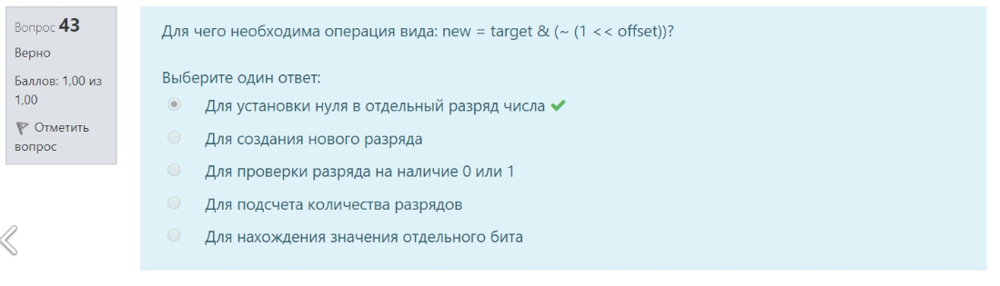 Вопрос 43
Верно
Баллов: 1,00 из
1,00
Отметить
вопрос
Для чего необходима операция вида: new = target & (~ (1 << offset))?
Выберите один ответ:
Для установки нуля в отдельный разряд числа
Для создания нового разряда
Для проверки разряда на наличие 0 или 1
Для подсчета количества разрядов
Для нахождения значения отдельного бита